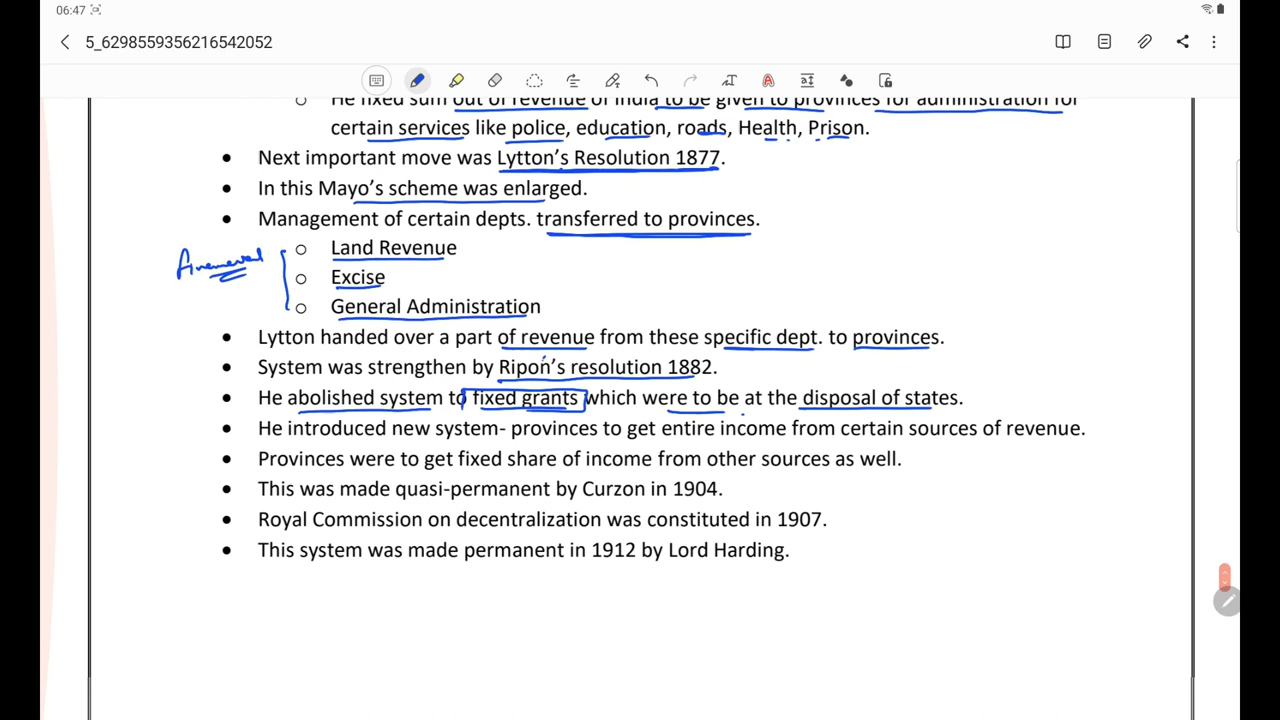 06:47
5_6298559356216542052
He fixed sum out of revenue of India to be given to provinces for administration for
certain services like police, education, roads, Health, Prison.
• Next important move was Lytton's Resolution 1877.
• In this Mayo's scheme was enlarged.
• Management of certain depts. transferred to provinces.
o Land Revenue
o Excise
o General Administration
• Lytton handed over a part of revenue from these specific dept. to provinces.
• System was strengthen by Ripon's resolution 1882.
• He abolished system to fixed grants which were to be at the disposal of states.
• He introduced new system- provinces to get entire income from certain sources of revenue.
• Provinces were to get fixed share of income from other sources as well.
• This was made quasi-permanent by Curzon in 1904.
• Royal Commission on decentralization was constituted in 1907.
• This system was made permanent in 1912 by Lord Harding.